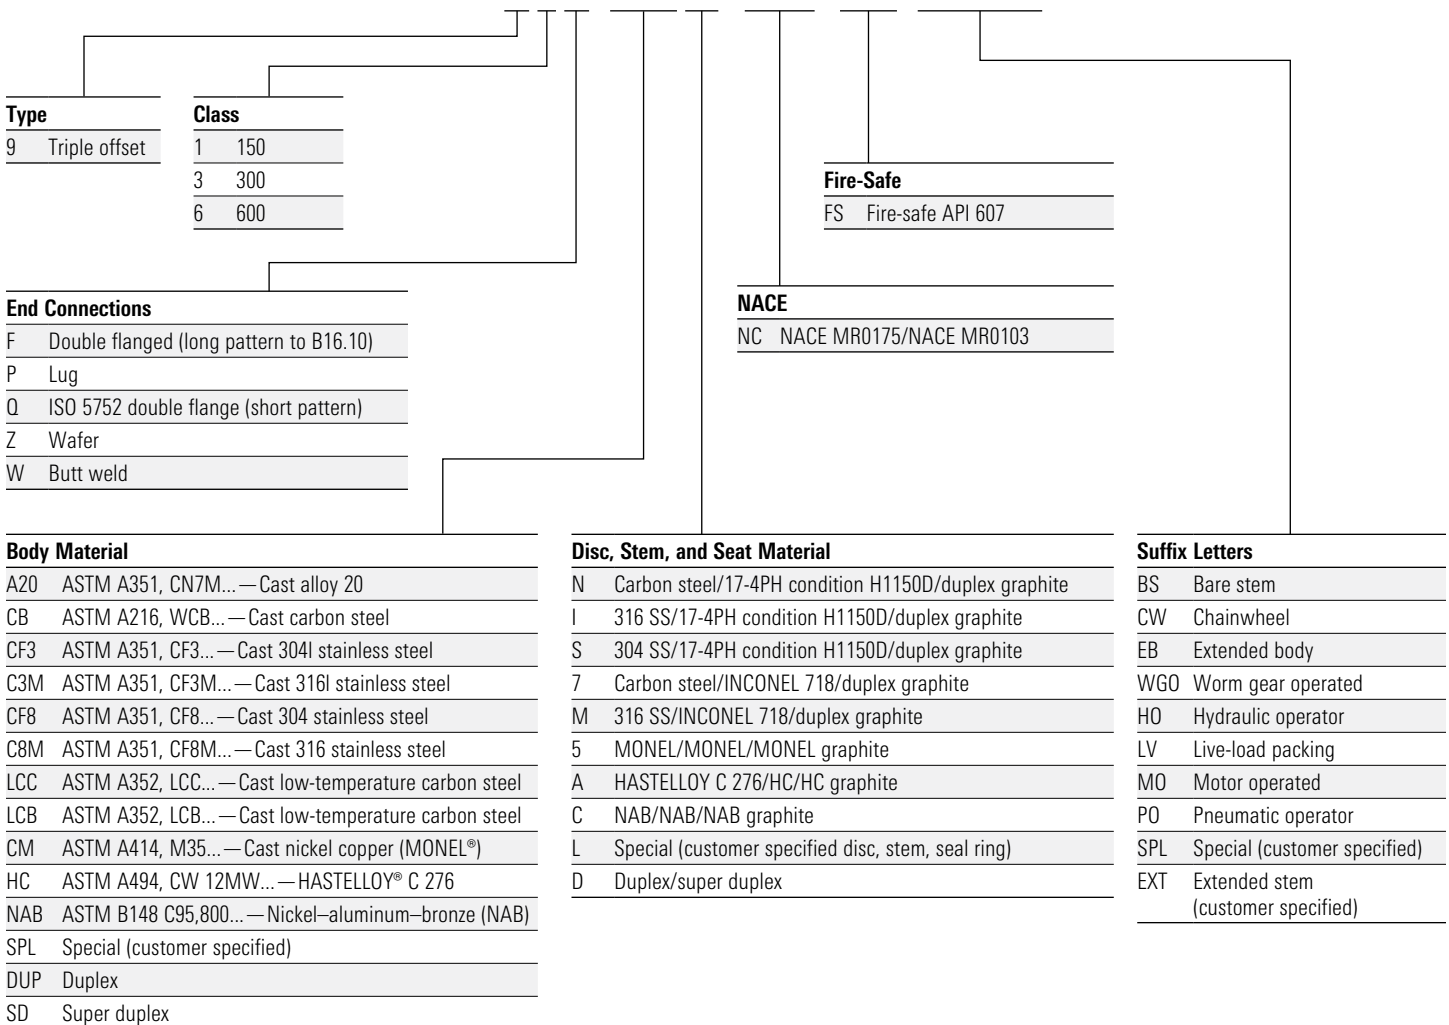 Type
9 Triple offset
Class
1 150
3 300
6 600
Fire-Safe
FS Fire-safe API 607
End Connections
F Double flanged (long pattern to B16.10)
P Lug
Q ISO 5752 double flange (short pattern)
Z Wafer
W Butt weld
NACE
NC NACE MR0175/NACE MR0103
Body Material
A20 ASTM A351, CN7M...—Cast alloy 20
CB ASTM A216, WCB...—Cast carbon steel
CF3 ASTM A351, CF3...—Cast 304l stainless steel
C3M ASTM A351, CF3M...—Cast 316l stainless steel
CF8 ASTM A351, CF8...—Cast 304 stainless steel
C8M ASTM A351, CF8M...—Cast 316 stainless steel
LCC ASTM A352, LCC...—Cast low-temperature carbon steel
LCB ASTM A352, LCB...—Cast low-temperature carbon steel
CM ASTM A414, M35...—Cast nickel copper (MONEL®)
HC ASTM A494, CW 12MW...—HASTELLOY® C 276
NAB ASTM B148 C95,800...—Nickel–aluminum–bronze (NAB)
SPL Special (customer specified)
DUP Duplex
SD Super duplex
Disc, Stem, and Seat Material
N Carbon steel/17-4PH condition H1150D/duplex graphite
I 316 SS/17-4PH condition H1150D/duplex graphite
S 304 SS/17-4PH condition H1150D/duplex graphite
7 Carbon steel/INCONEL 718/duplex graphite
M 316 SS/INCONEL 718/duplex graphite
5 MONEL/MONEL/MONEL graphite
A HASTELLOY C 276/HC/HC graphite
C NAB/NAB/NAB graphite
L Special (customer specified disc, stem, seal ring)
D Duplex/super duplex
Suffix Letters
BS Bare stem
CW Chainwheel
EB Extended body
WGO Worm gear operated
HO Hydraulic operator
LV Live-load packing
MO Motor operated
PO Pneumatic operator
SPL Special (customer specified)
EXT Extended stem
(customer specified)